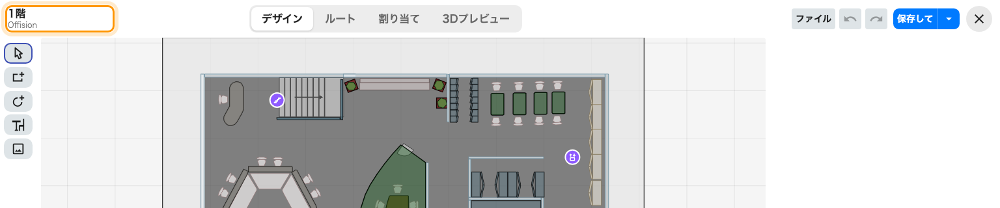 1階
Offision
デザイン
ルート
割り当て
3Dプレビュー
ファイル
保存して